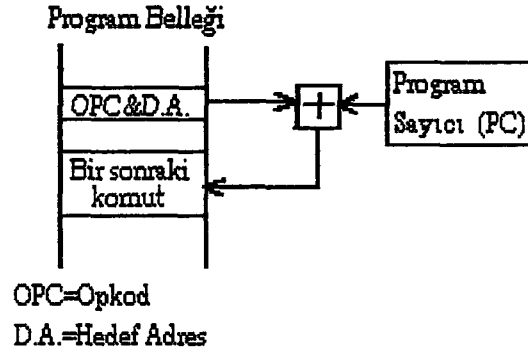 Program Belleği
OPC&D.A.
Program
Sayıcı (PC)
Bir sonraki
komut
OPC=Opkod
D.A.=Hedef Adres